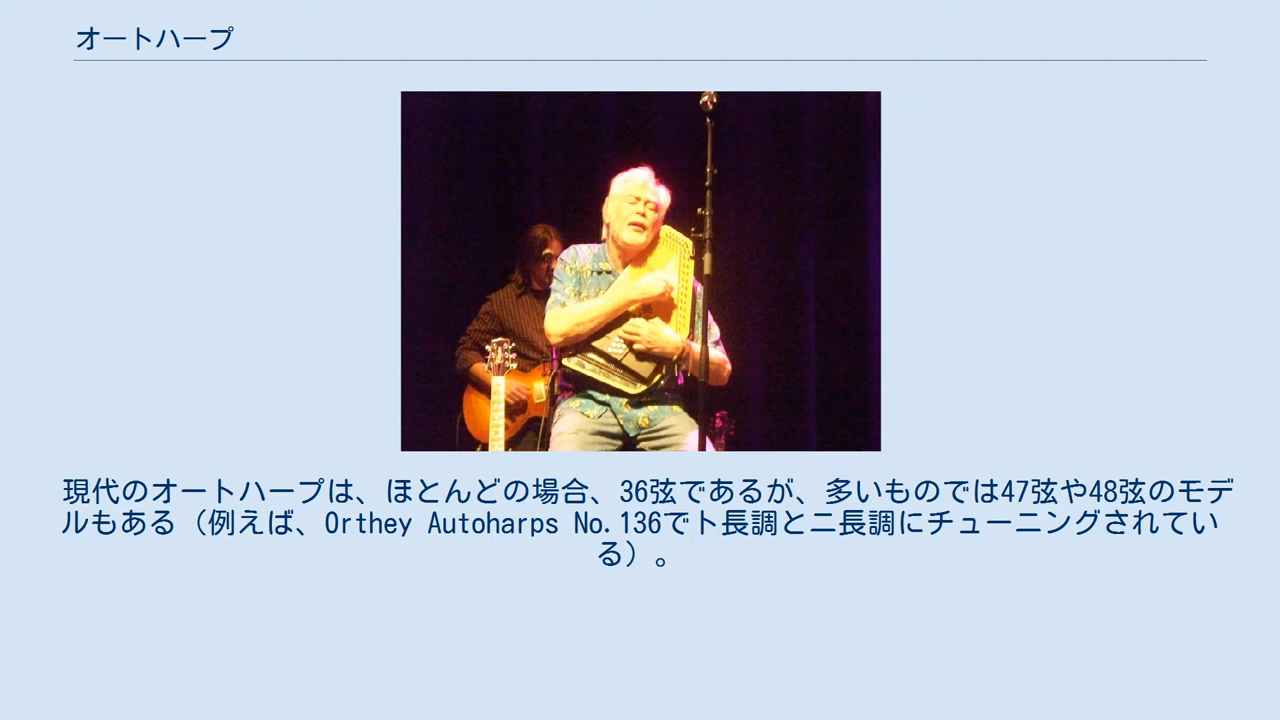 オートハープ
現代のオートハープは、ほとんどの場合、36弦であるが、多いものでは47弦や48弦のモデ
ルもある（例えば、Orthey Autoharps No.136でト長調とニ長調にチューニングされてい
る）。